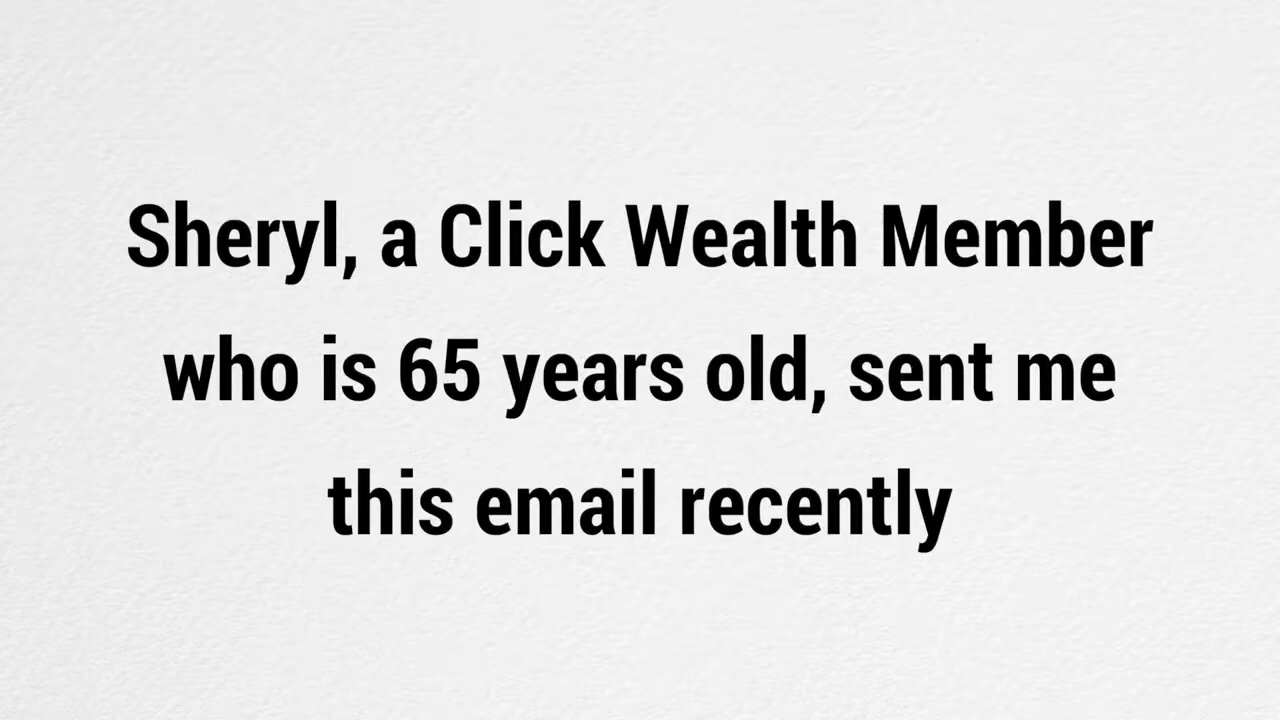 Sheryl, a Click Wealth Member
who is 65 years old, sent me
this email recently